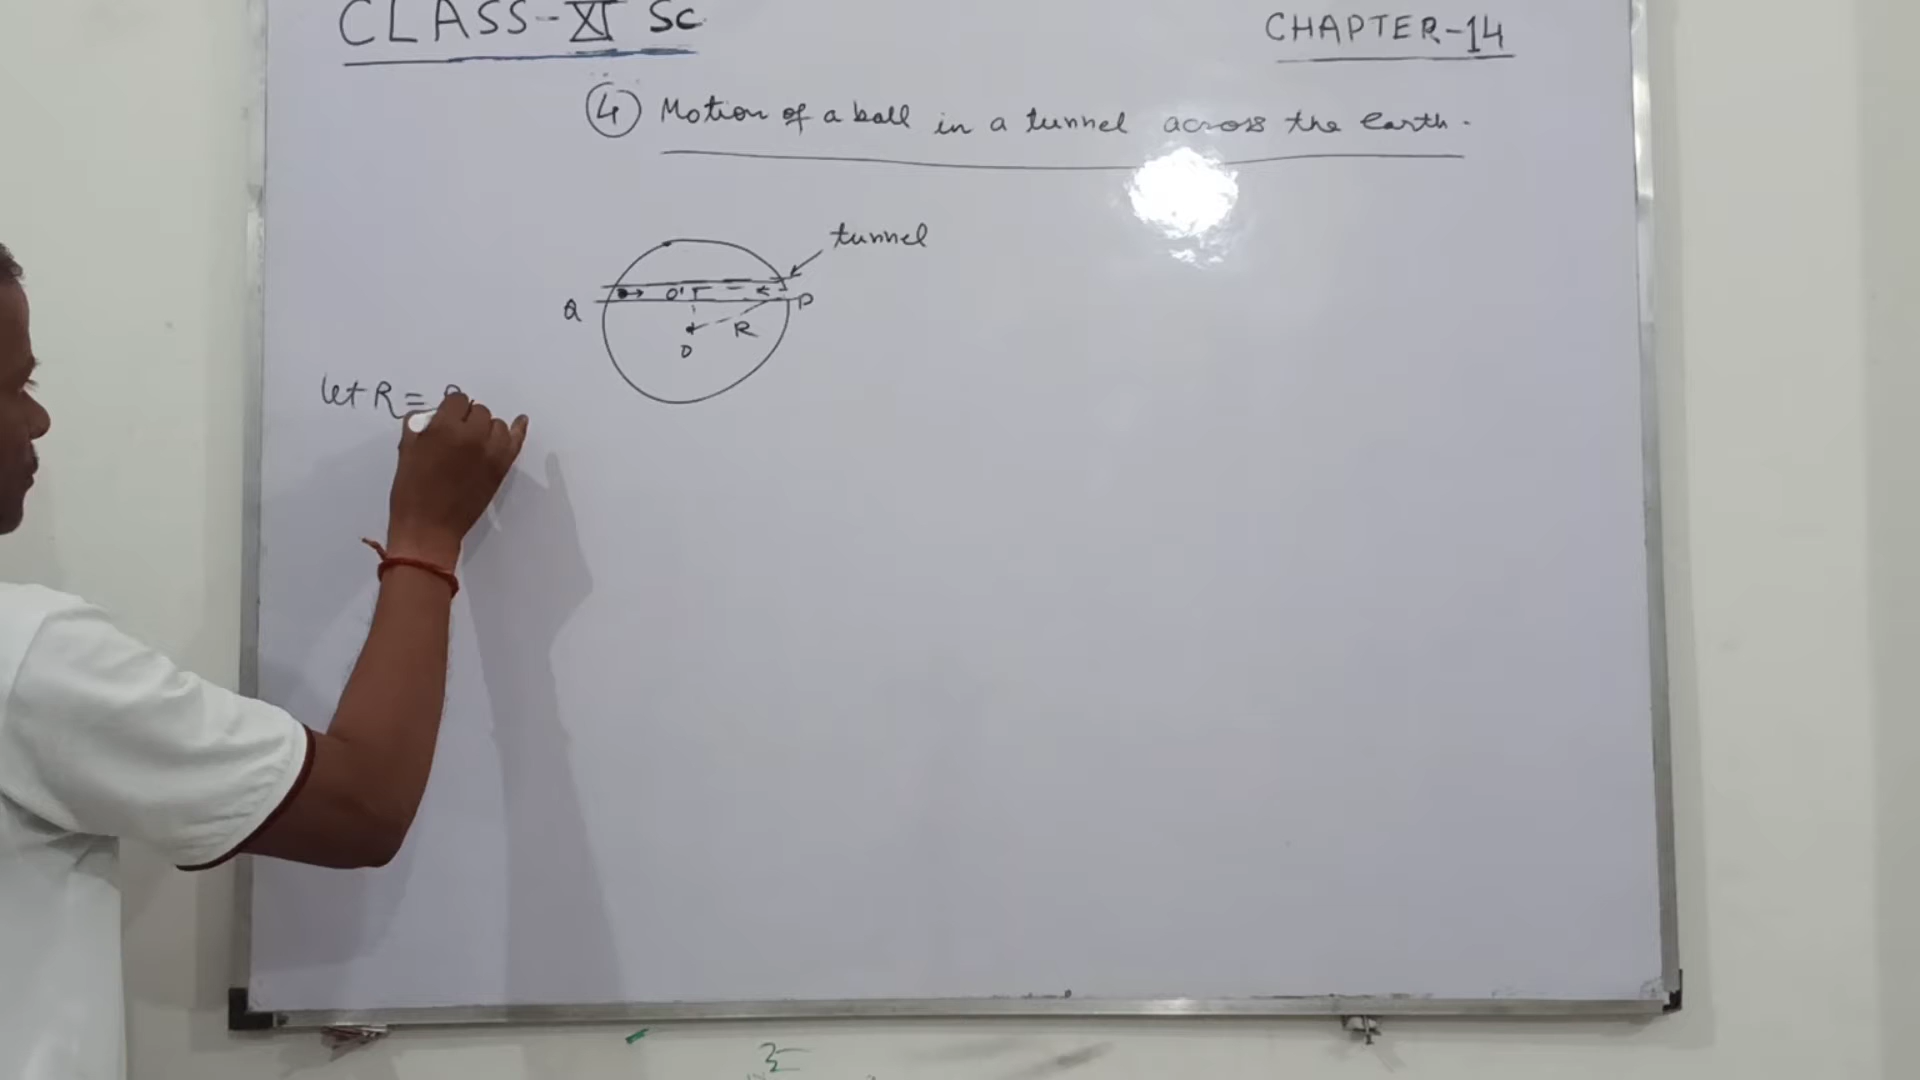 CLASS-XI Sc
CHAPTER-14
4 Motion of a ball in a tunnel across the earth.
tunnel
Q
O'
P
R
O
let R =